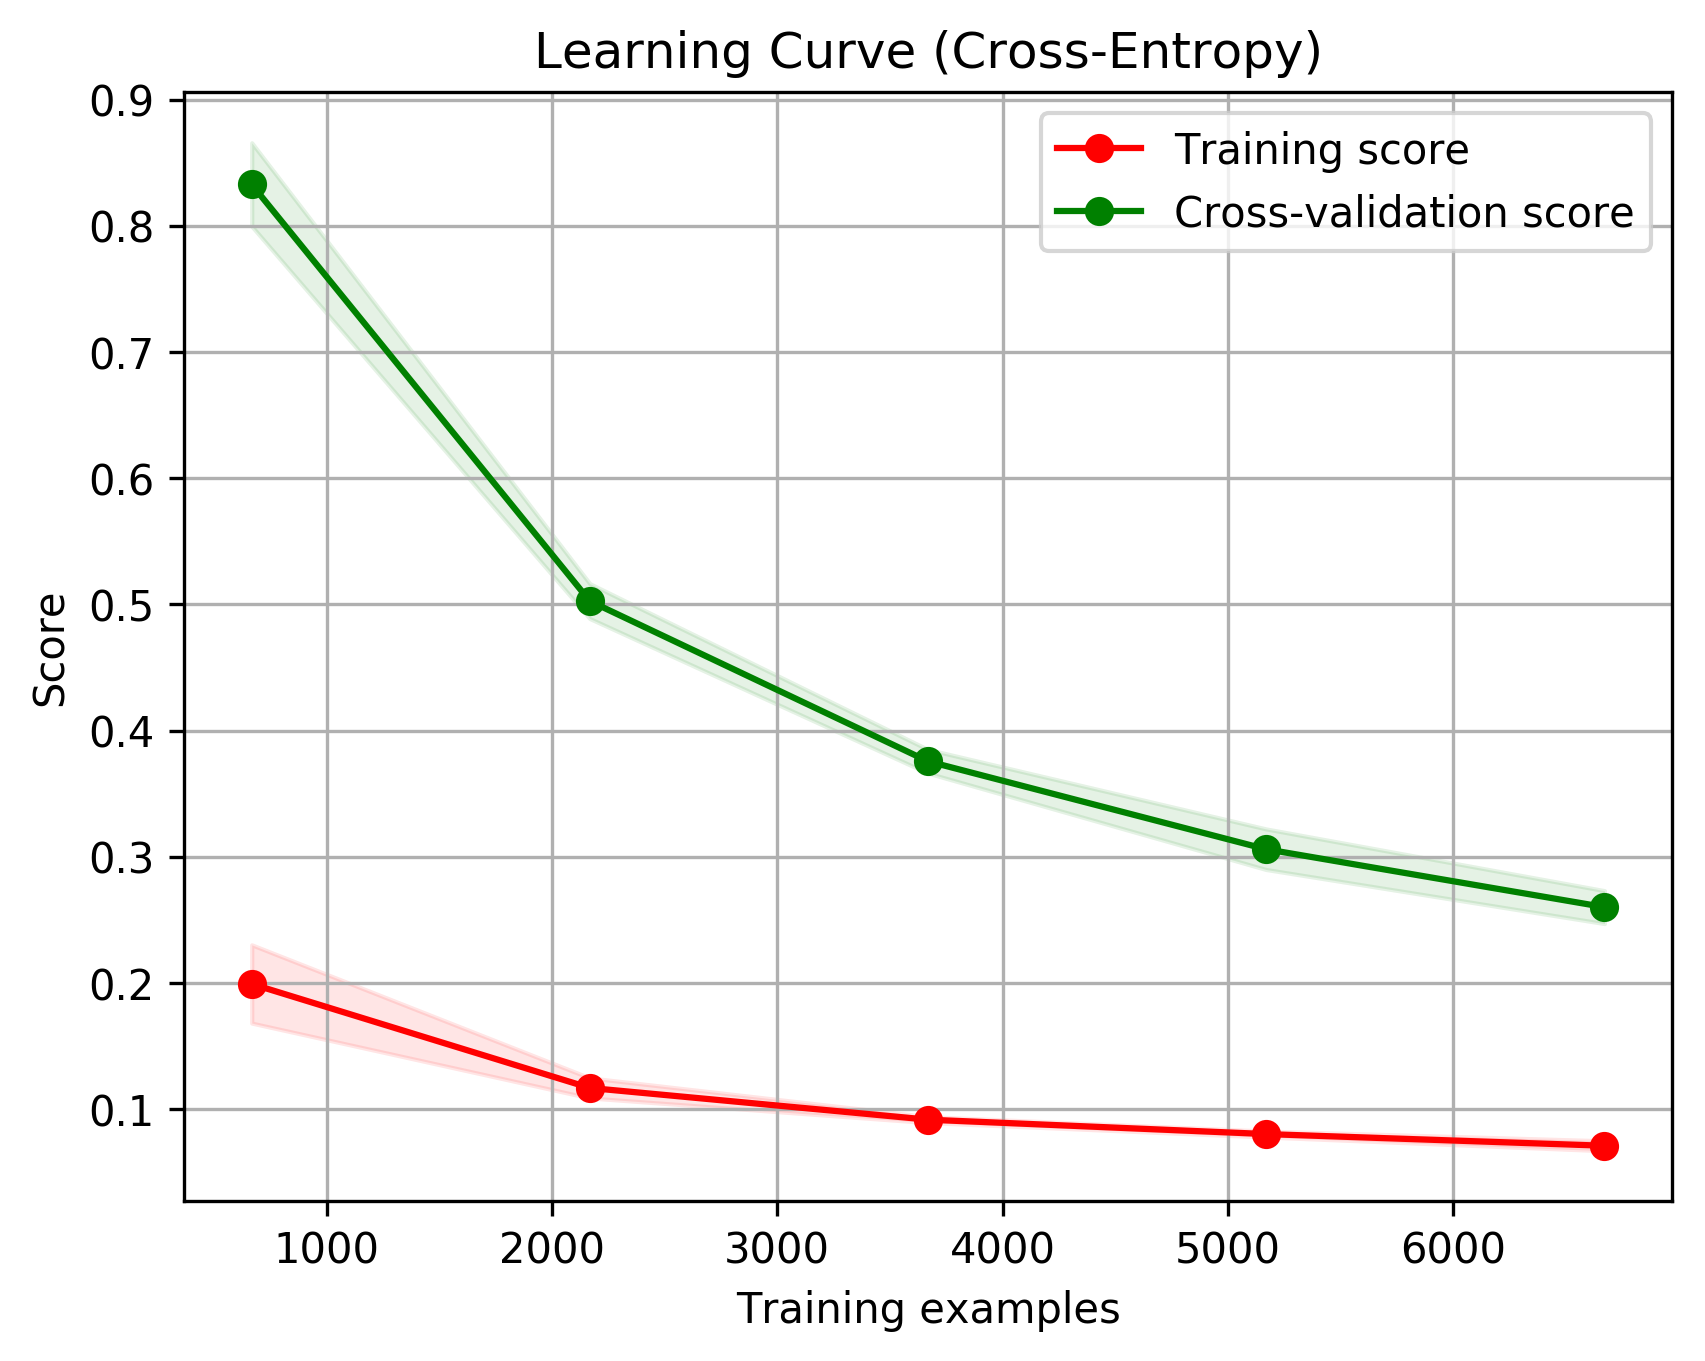 Learning Curve (Cross-Entropy)
Training score
Cross-validation score
0.9
0.8
0.7
0.6
0.5
0.4
0.3
0.2
0.1
Score
1000 2000 3000 4000 5000 6000
Training examples